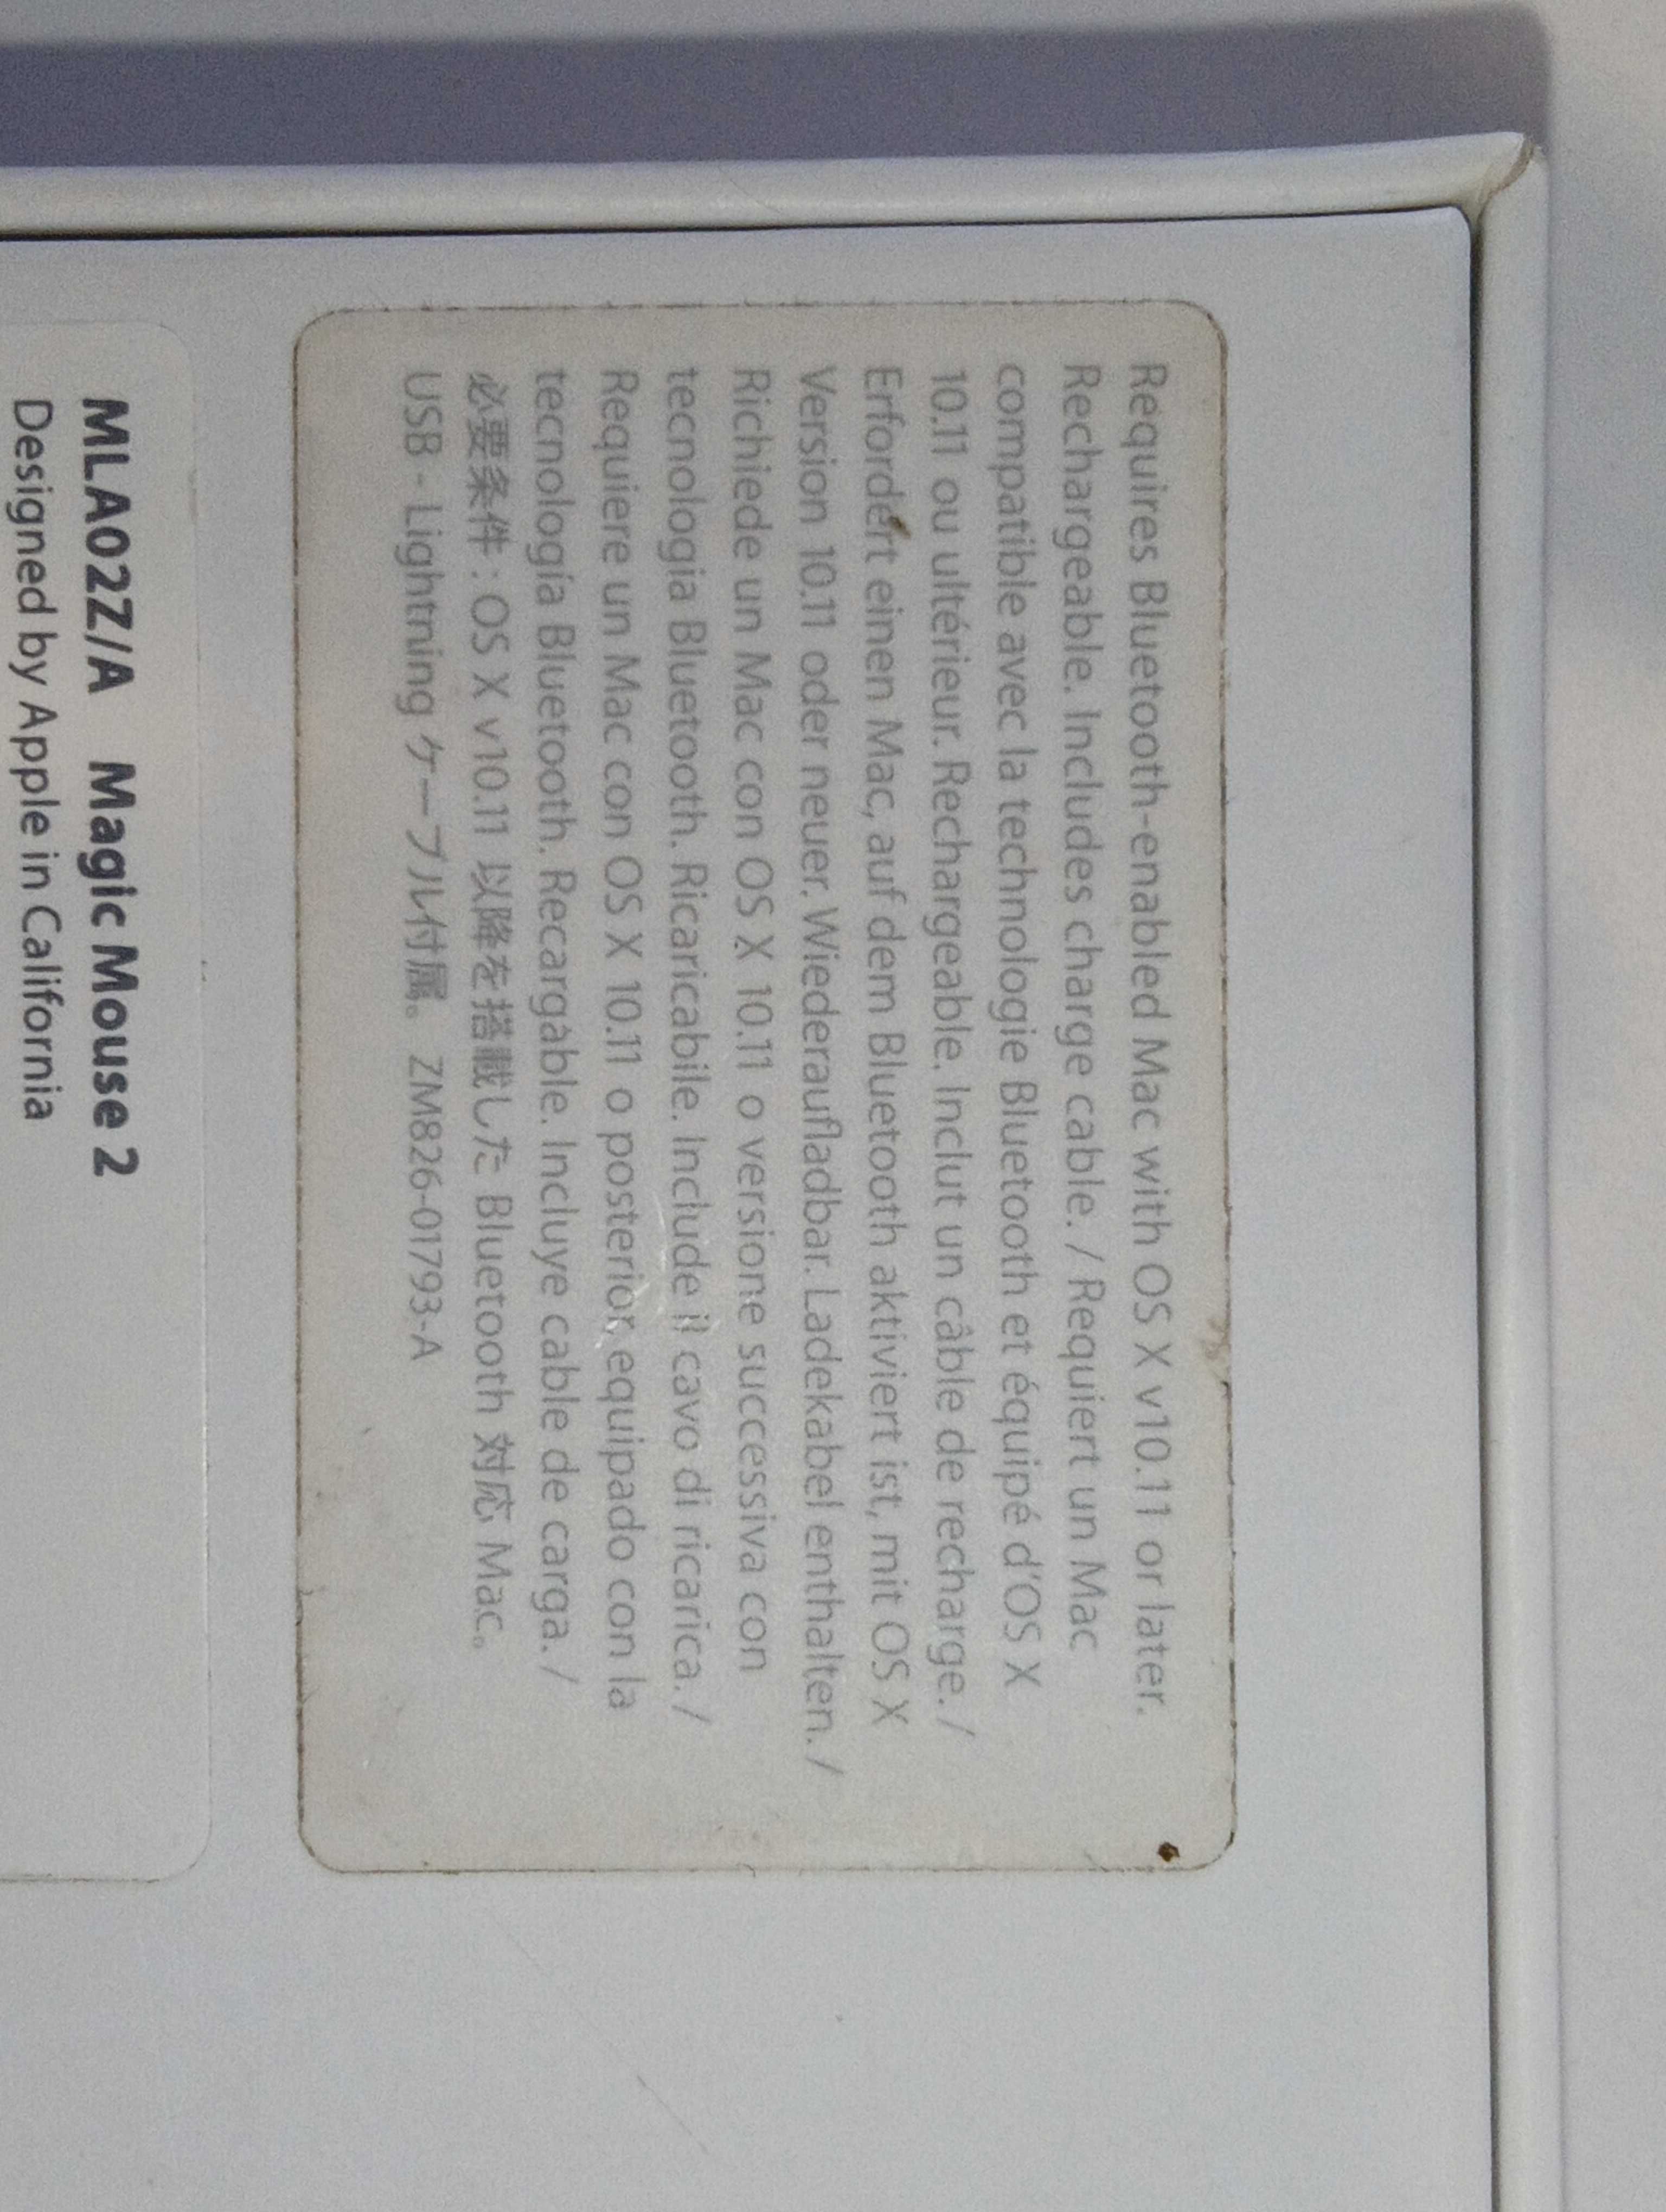 Requires Bluetooth-enabled Mac with OS X v10.11 or later.
Rechargeable. Includes charge cable. / Requiert un Mac
compatible avec la technologie Bluetooth et équipé d'OS X
10.11 ou ultérieur. Rechargeable. Inclut un câble de recharge. /
Erfordert einen Mac, auf dem Bluetooth aktiviert ist, mit OS X
Version 10.11 oder neuer. Wiederaufladbar. Ladekabel enthalten. /
Richiede un Mac con OS X 10.11 o versione successiva con
tecnologia Bluetooth. Ricaricabile. Include il cavo di ricarica. /
Requiere un Mac con OS X 10.11 o posterior, equipado con la
tecnología Bluetooth. Recargable. Incluye cable de carga. /
必要条件 : OS X v10.11 以降を搭載した Bluetooth 対応 Mac。
USB - Lightning ケーブル付属。 ZM826-01793-A
MLA02Z/A Magic Mouse 2
Designed by Apple in California